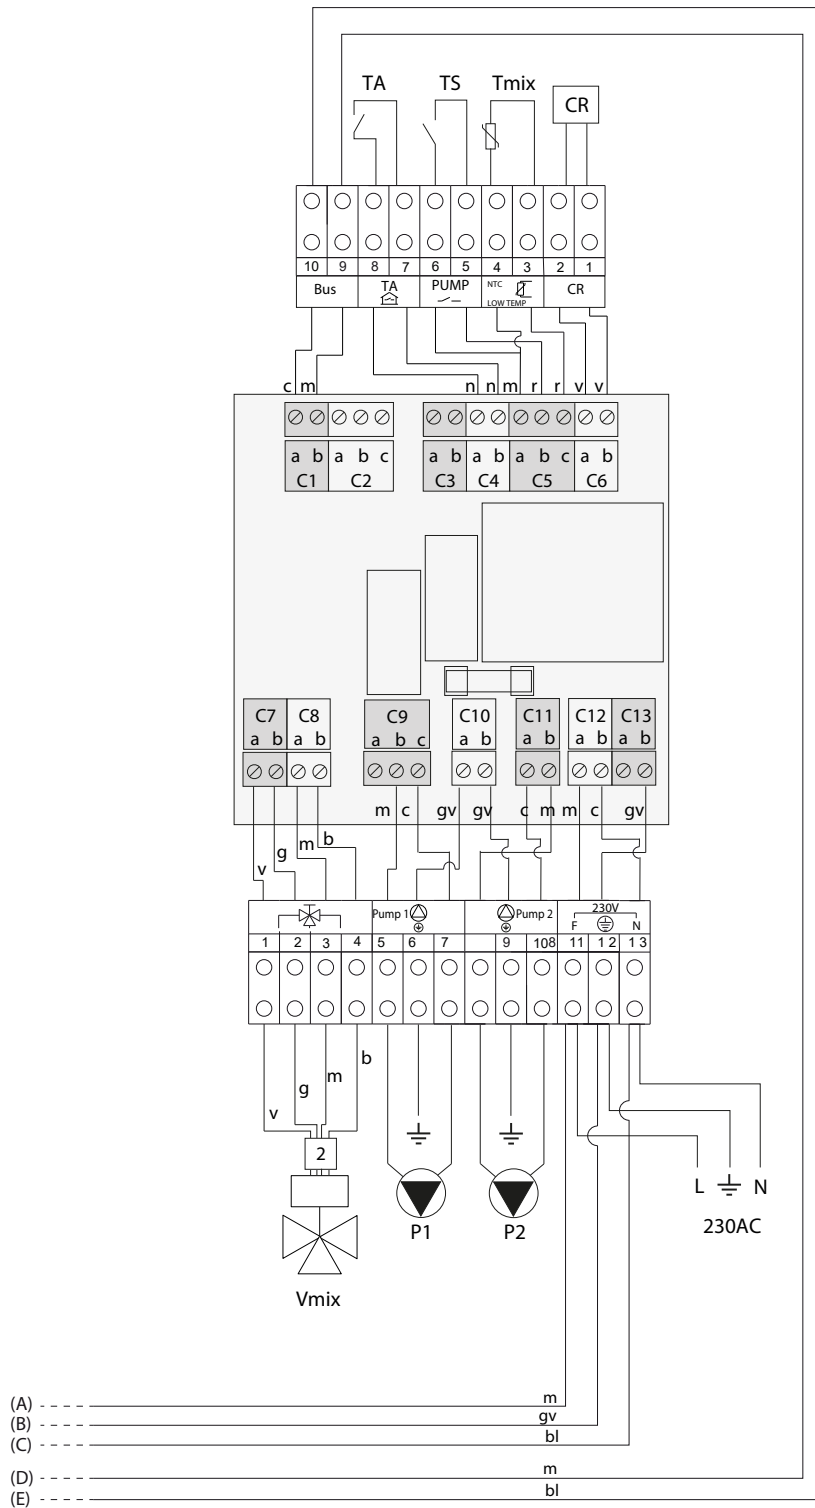 TA TS Tmix
CR
10 9 8 7 6 5 4 3 2 1
Bus TA PUMP NTC CR
LOW TEMP
c m n n m r r v v
a b a b c a b a b a b c a b
C1 C2 C3 C4 C5 C6
C7 C8 C9 C10 C11 C12 C13
a b a b a b c a b a b a b a b
m c gv gv c m m c gv
v g m b
Pump 1 Pump 2 230V
F N
1 2 3 4 5 6 7 9 108 11 1 2 1 3
v g m b
2
P1 P2
L N
230AC
Vmix
(A) m
(B) gv
(C) bl
(D) m
(E) bl